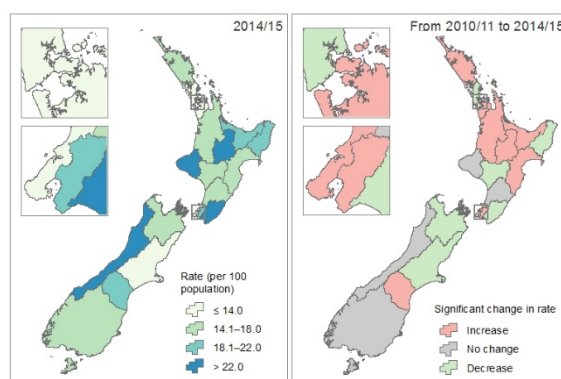 2014/15
Rate (per 100
population)
≤ 14.0
14.1–18.0
18.1–22.0
> 22.0
From 2010/11 to 2014/15
Significant change in rate
Increase
No change
Decrease